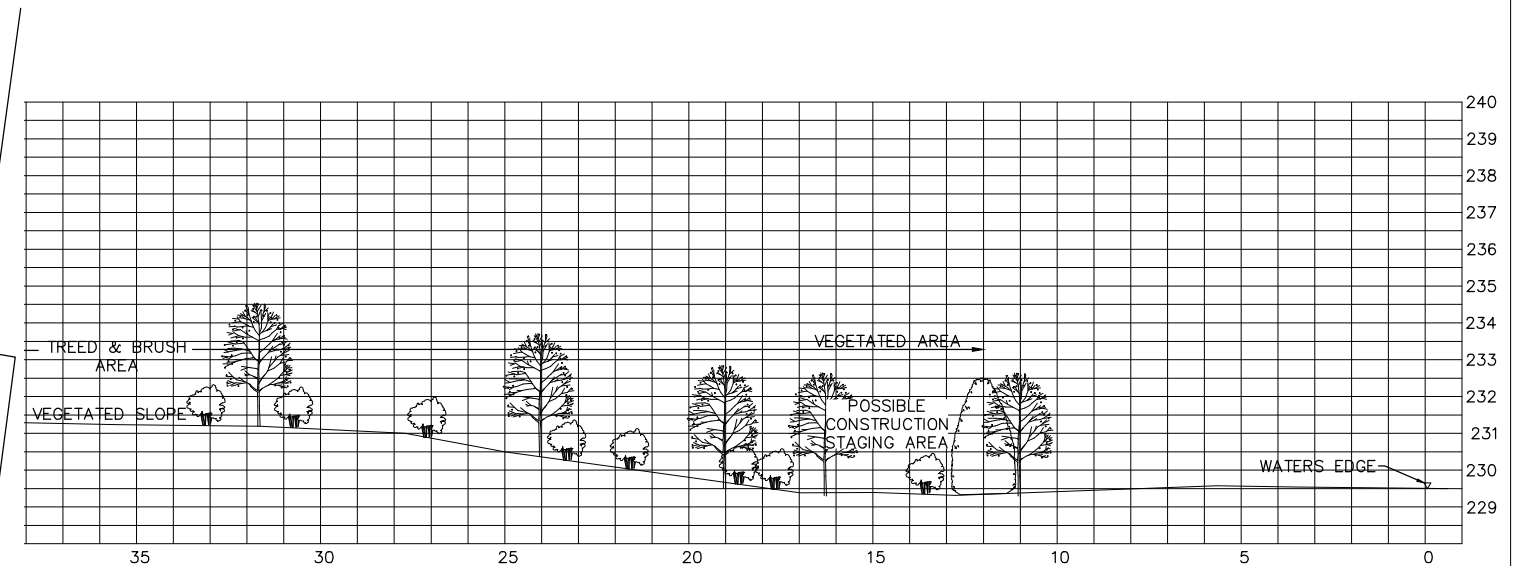 240
239
238
237
236
235
234
233
232
231
230
229
TREED & BRUSH
AREA
VEGETATED AREA
VEGETATED SLOPE
POSSIBLE
CONSTRUCTION
STAGING AREA
WATERS EDGE
35 30 25 20 15 10 5 0